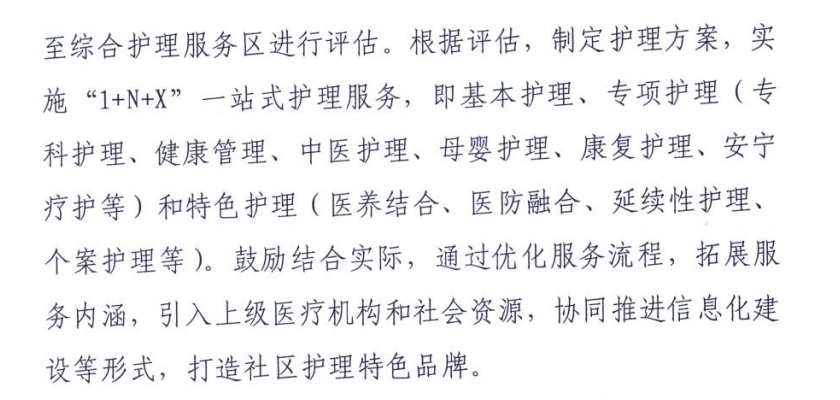 至综合护理服务区进行评估。根据评估，制定护理方案，实
施“1+N+X”一站式护理服务，即基本护理、专项护理（专
科护理、健康管理、中医护理、母婴护理、康复护理、安宁
疗护等）和特色护理（医养结合、医防融合、延续性护理、
个案护理等）。鼓励结合实际，通过优化服务流程，拓展服
务内涵，引入上级医疗机构和社会资源，协同推进信息化建
设等形式，打造社区护理特色品牌。